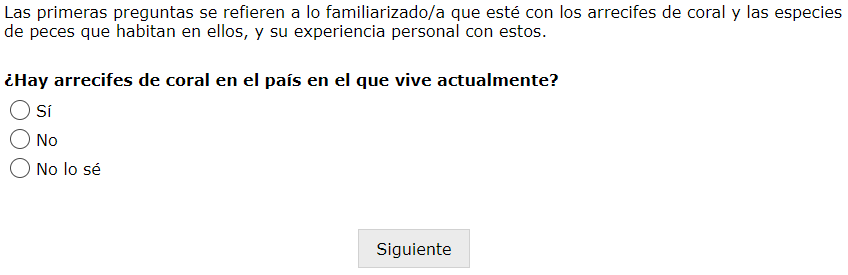 Las primeras preguntas se refieren a lo familiarizado/a que esté con los arrecifes de coral y las especies
de peces que habitan en ellos, y su experiencia personal con estos.
¿Hay arrecifes de coral en el país en el que vive actualmente?
Sí
No
No lo sé
Siguiente